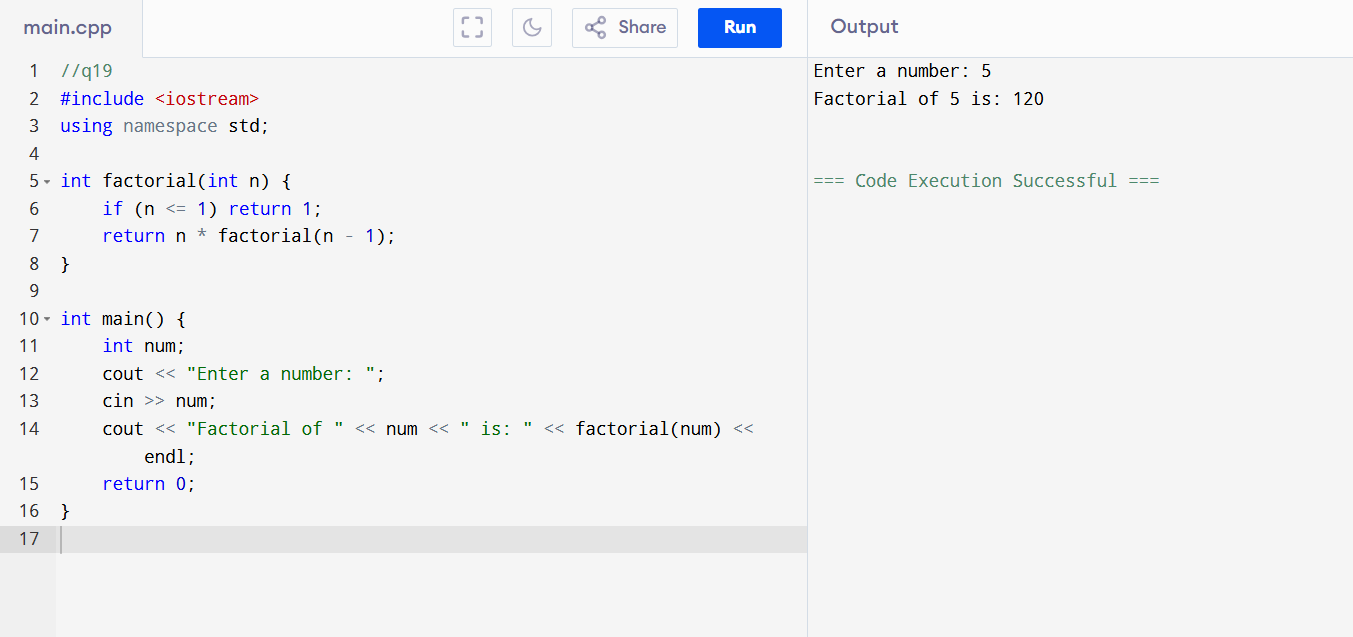 main.cpp
Share
Run
Output
1 //q19
2 #include <iostream>
3 using namespace std;
4
5 int factorial(int n) {
6     if (n <= 1) return 1;
7     return n * factorial(n - 1);
8 }
9
10 int main() {
11     int num;
12     cout << "Enter a number: ";
13     cin >> num;
14     cout << "Factorial of " << num << " is: " << factorial(num) <<
        endl;
15     return 0;
16 }
17
Enter a number: 5
Factorial of 5 is: 120
=== Code Execution Successful ===